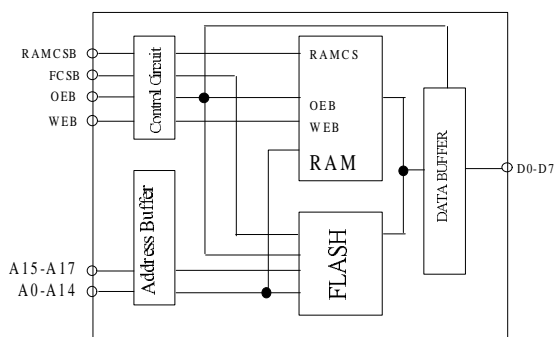 RAMCSB
FCSB
OEB
WEB
Control Circuit
RAMCS
OEB
WEB
RAM
DATA BUFFER
D0-D7
Address Buffer
FLASH
A15-A17
A0-A14